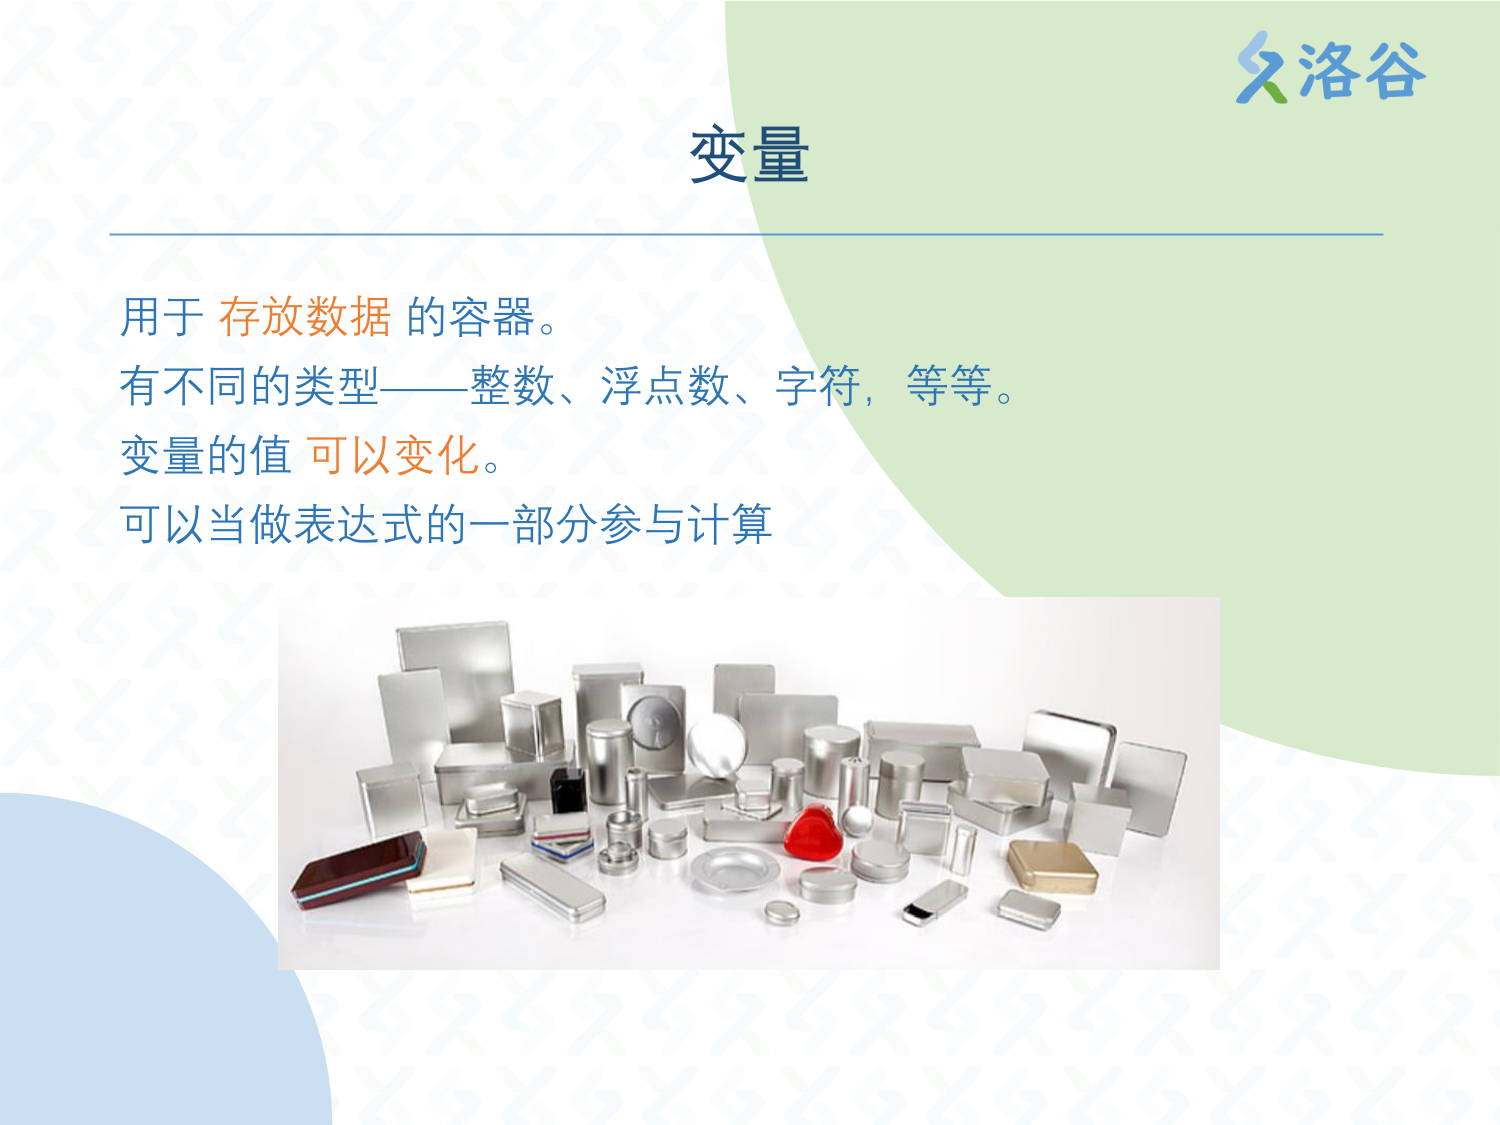 洛谷
变量
用于 存放数据 的容器。
有不同的类型——整数、浮点数、字符，等等。
变量的值 可以变化。
可以当做表达式的一部分参与计算